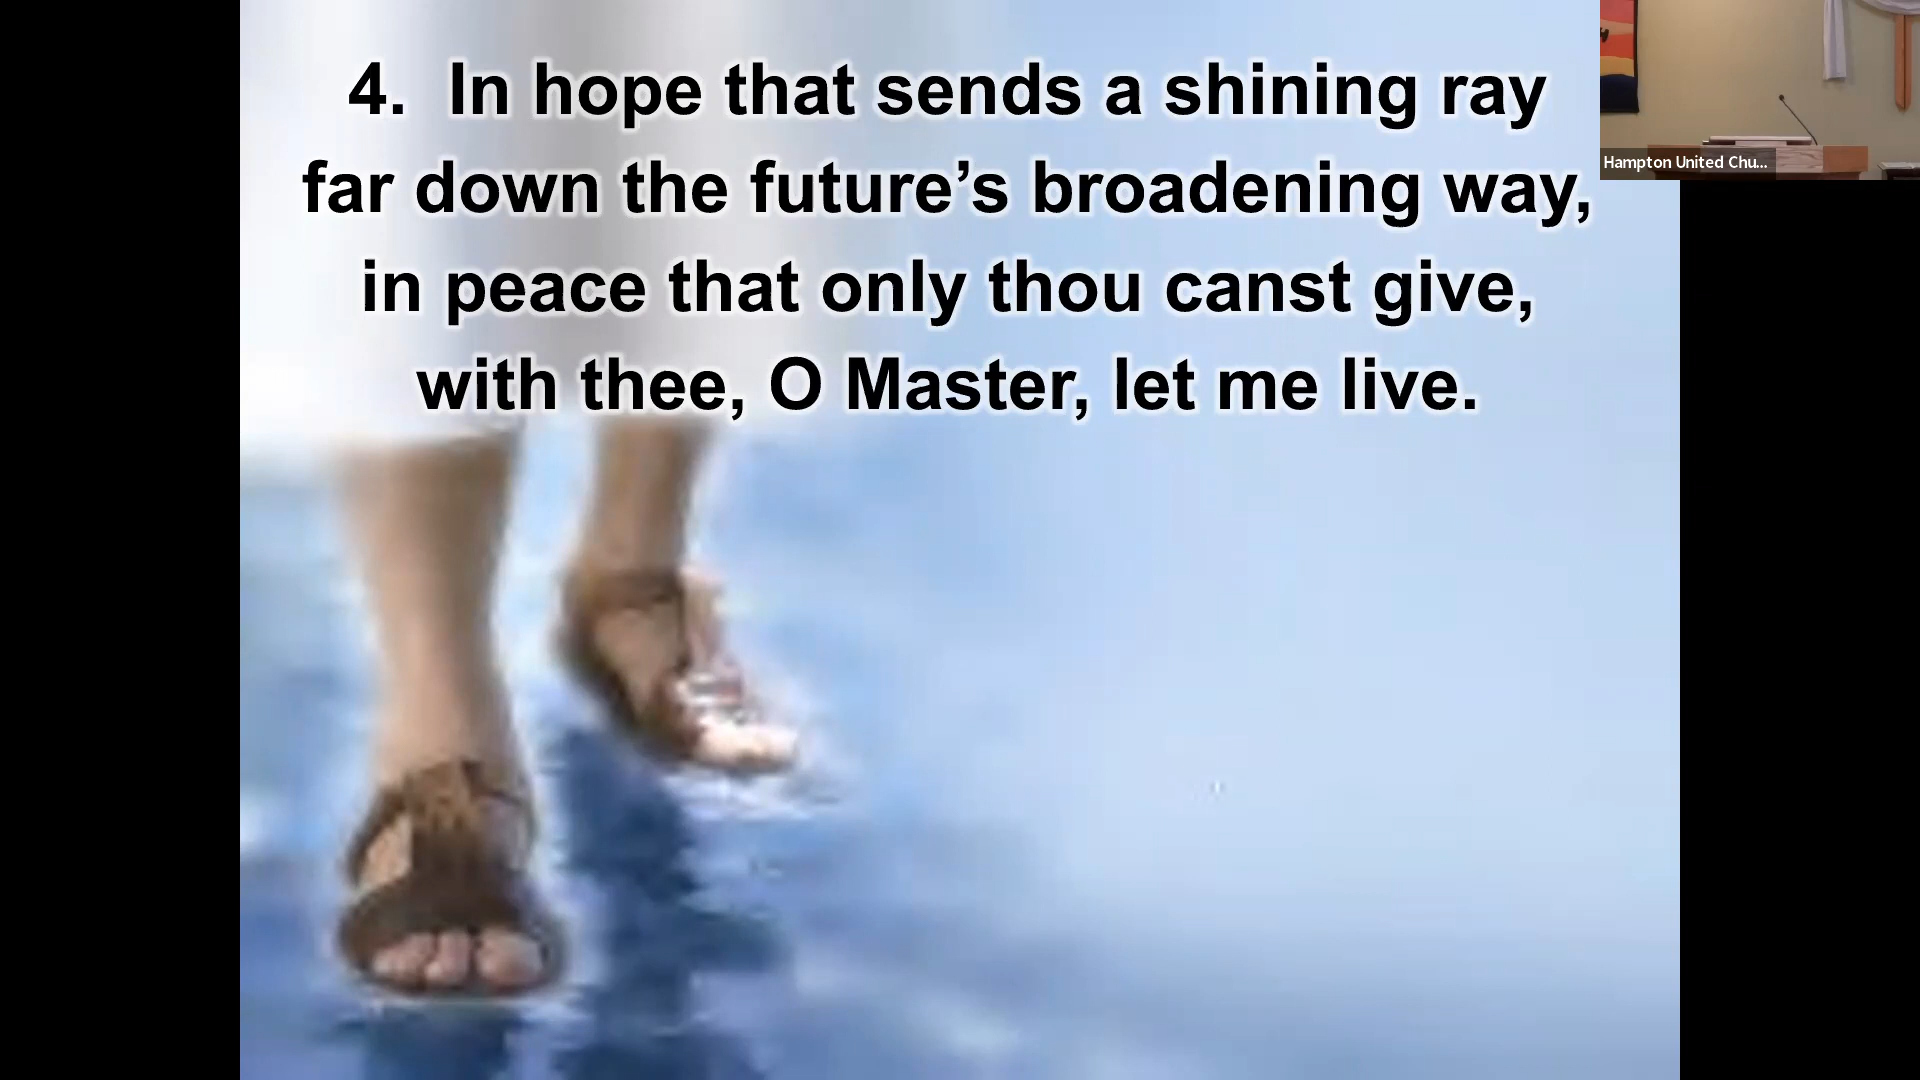 4. In hope that sends a shining ray
far down the future’s broadening way,
in peace that only thou canst give,
with thee, O Master, let me live.
Hampton United Chu...